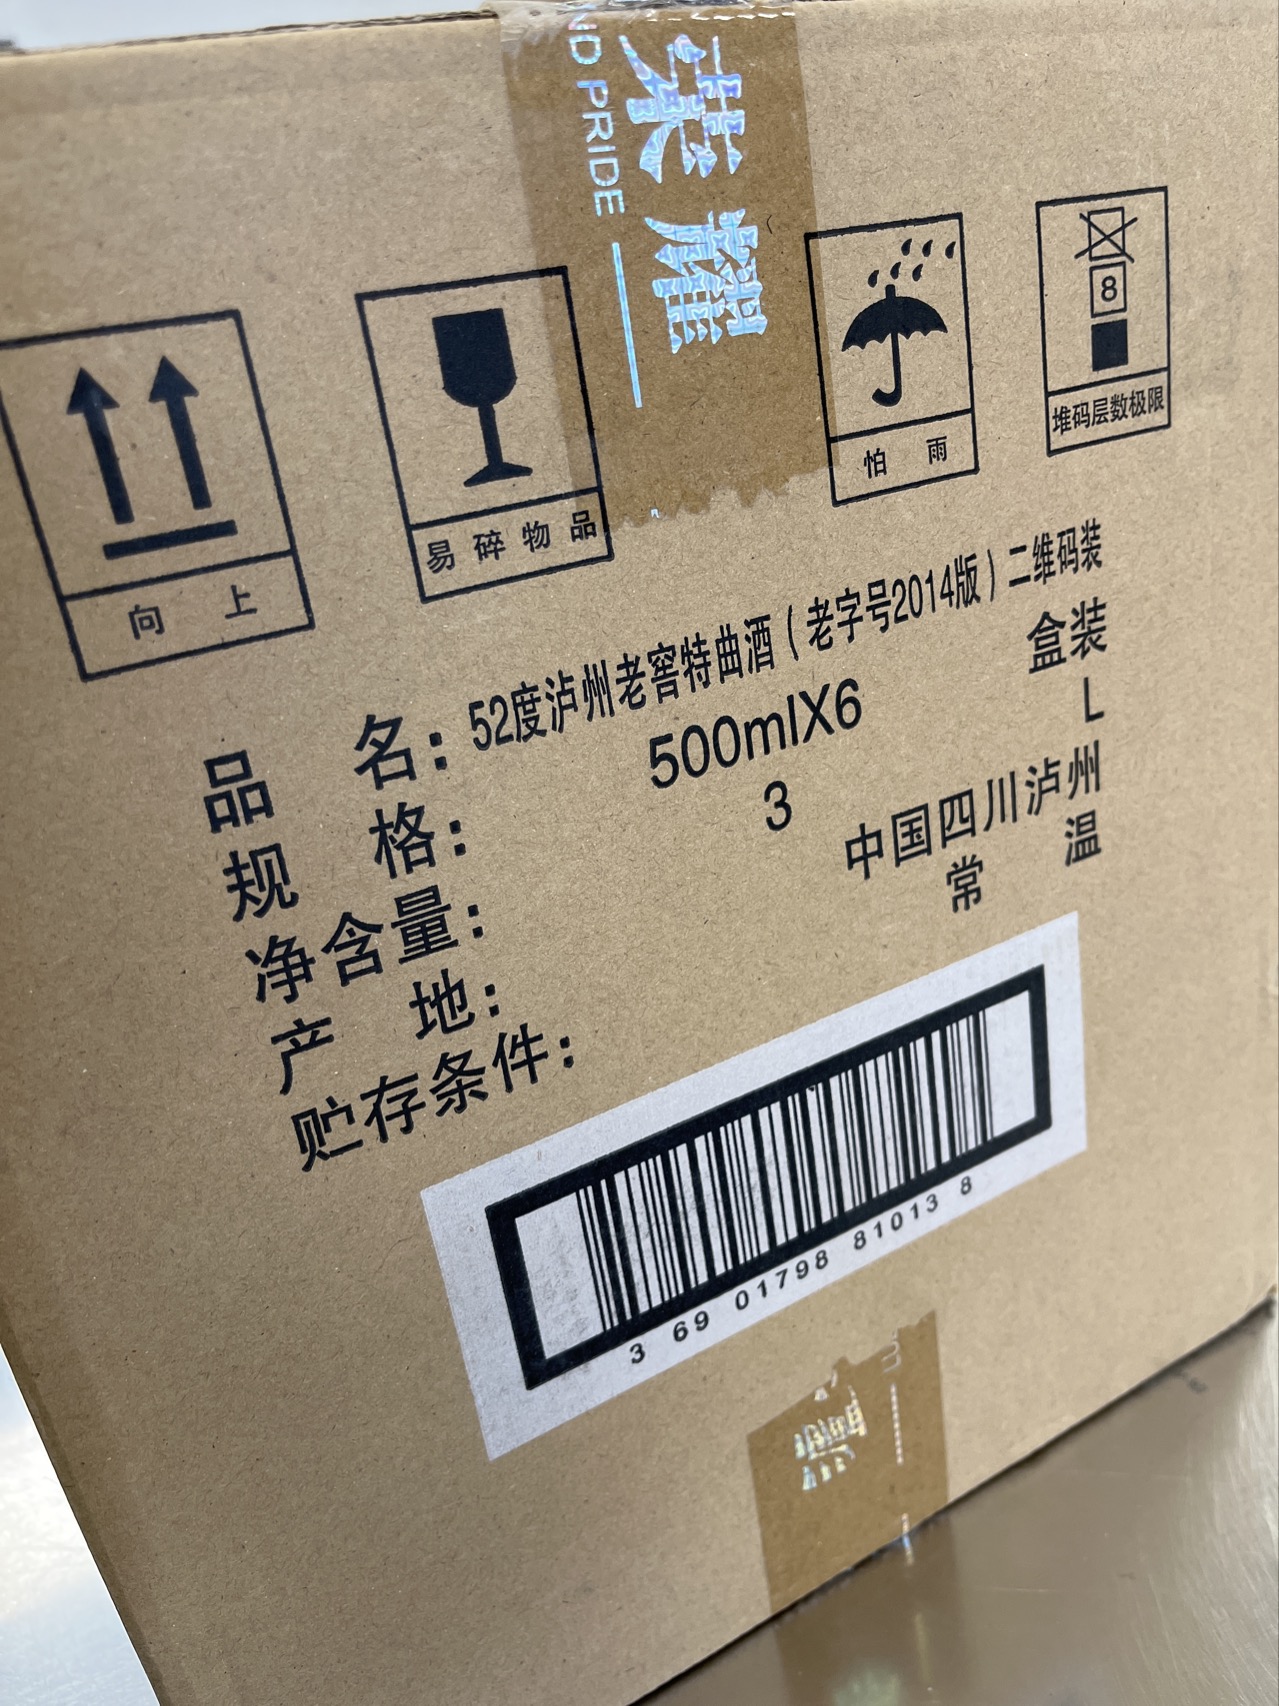 ND PRIDE
荣耀
8
向 上
易碎物品
怕 雨
堆码层数极限
品 名：52度泸州老窖特曲酒（老字号2014版）二维码装
规 格：500mlX6 盒装
净含量：3 L
产 地：中国四川泸州
贮存条件：常 温
3 69 01798 81013 8